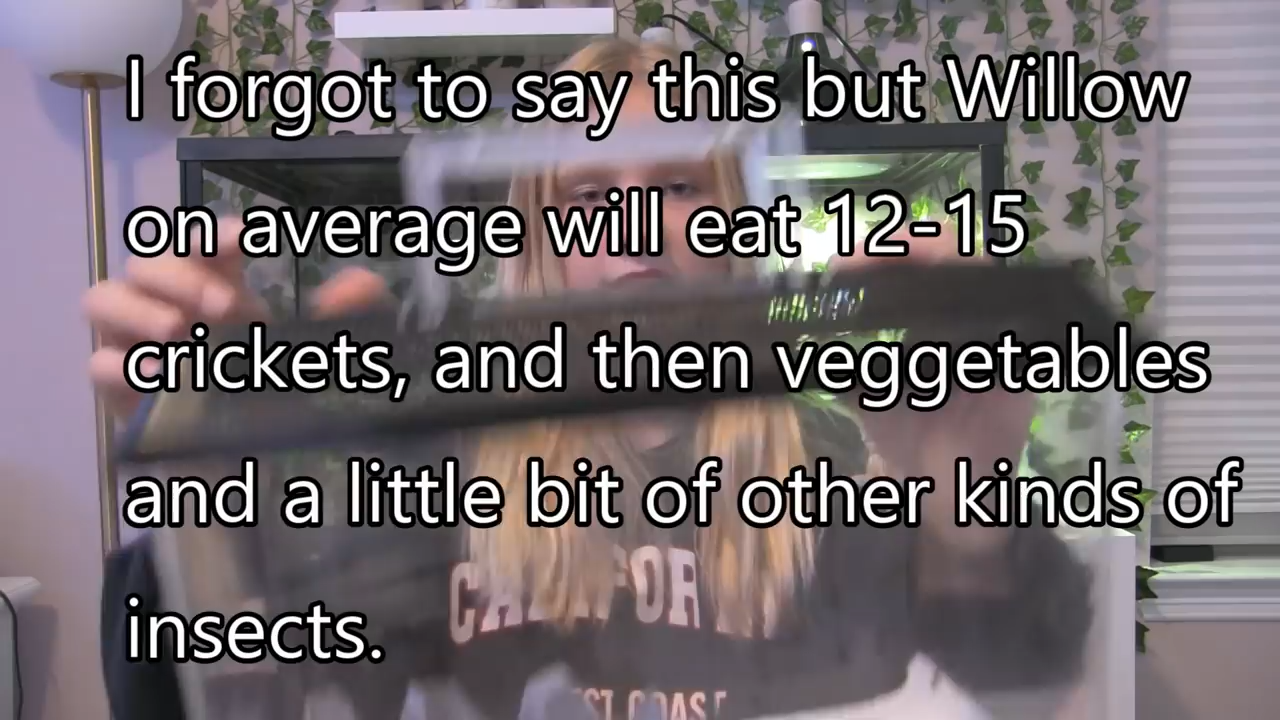 I forgot to say this but Willow
on average will eat 12-15
crickets, and then veggetables
and a little bit of other kinds of
insects.